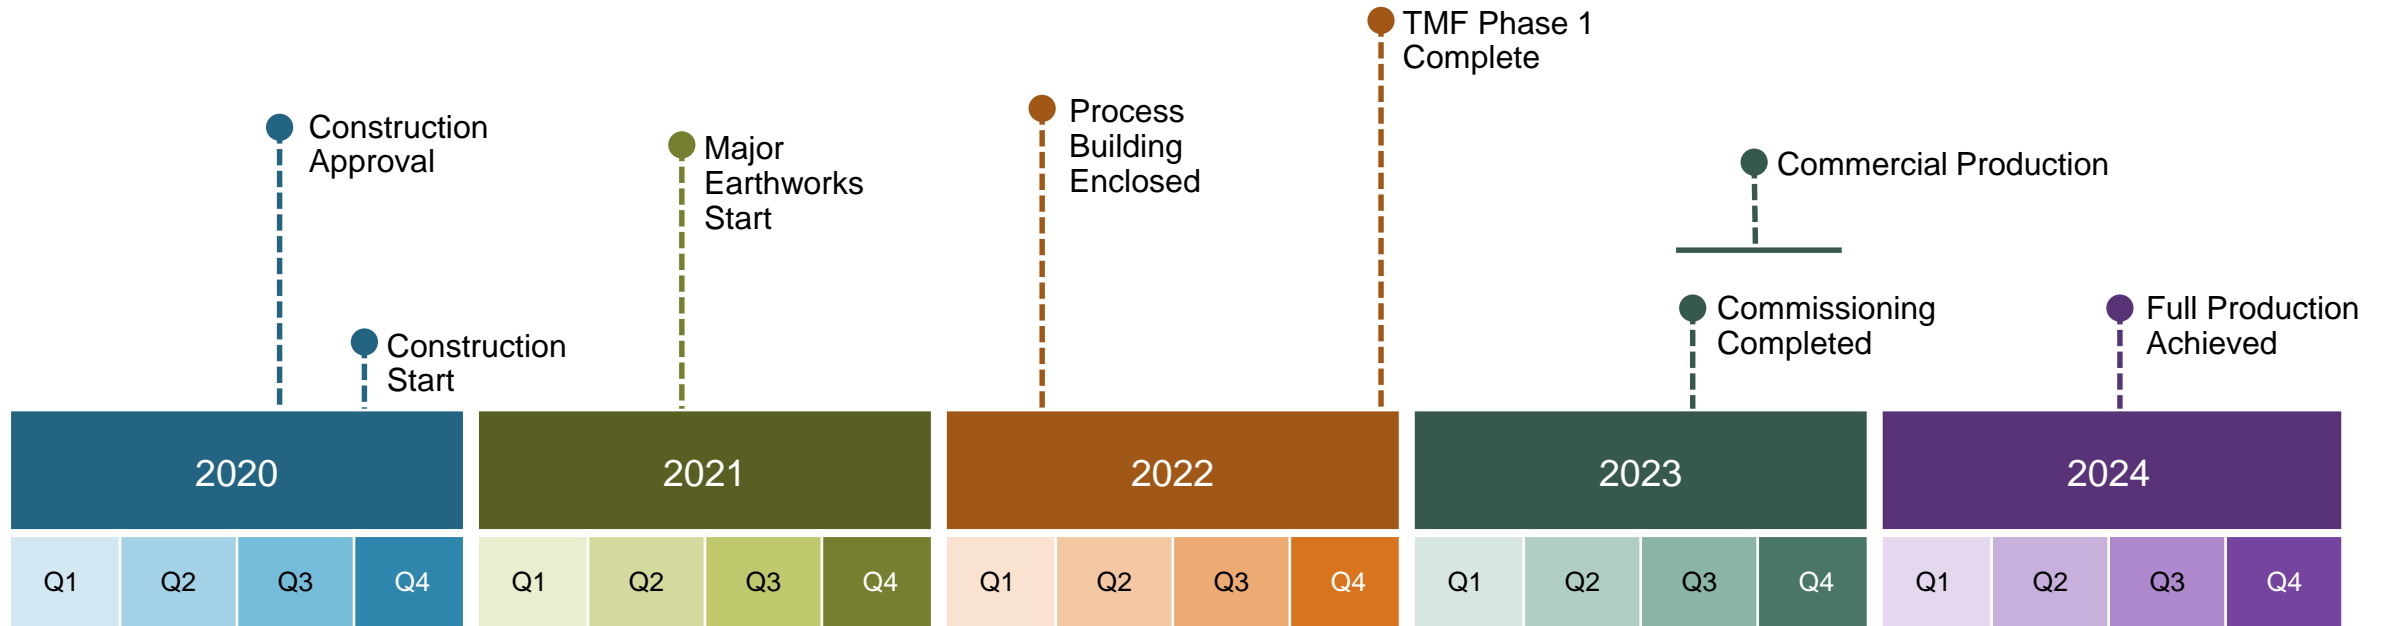 TMF Phase 1
Complete
Construction
Approval
Process
Building
Enclosed
Major
Earthworks
Start
Commercial Production
Construction
Start
Commissioning
Completed
Full Production
Achieved
2020
2021
2022
2023
2024
Q1 Q2 Q3 Q4 Q1 Q2 Q3 Q4 Q1 Q2 Q3 Q4 Q1 Q2 Q3 Q4 Q1 Q2 Q3 Q4